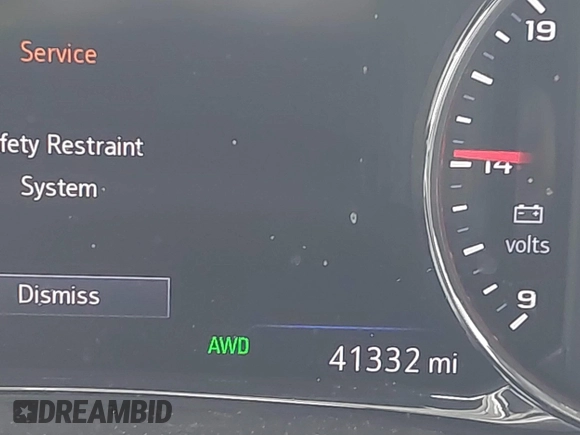 Service
fety Restraint
System
Dismiss
AWD
41332 mi
19
14
volts
9
DREAMBID